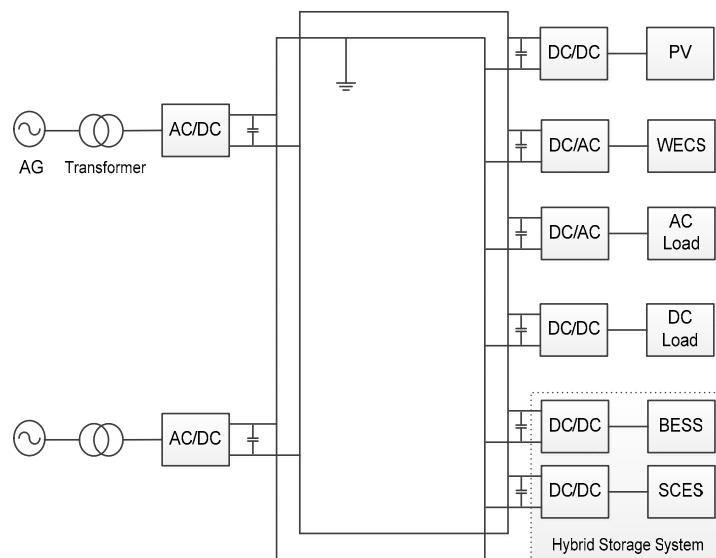 DC/DC
PV
AC/DC
AG
Transformer
DC/AC
WECS
DC/AC
AC
Load
DC/DC
DC
Load
AC/DC
DC/DC
BESS
DC/DC
SCES
Hybrid Storage System